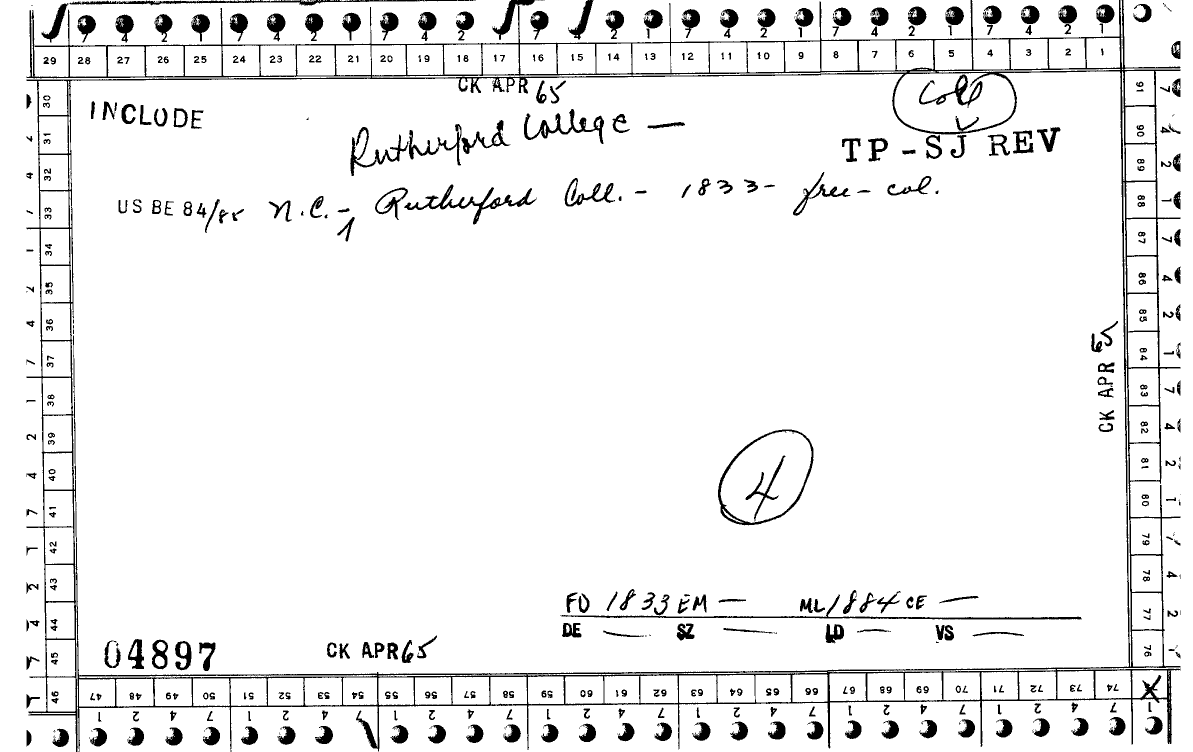 7 4 2 1 7 4 2 1 7 4 2 1 7 4 2 1 7 4 2 1 7 4 2 1
29 28 27 26 25 24 23 22 21 20 19 18 17 16 15 14 13 12 11 10 9 8 7 6 5 4 3 2 1
CK APR 65
Coll
INCLUDE
Rutherford College —
TP-SJ REV
US BE 84/85 N.C. - 1 Rutherford Coll. - 1833 - free - col.
30 31 32 33 34 35 36 37 38 39 40 41 42 43 44 45 46
91 90 89 88 87 86 85 84 83 82 81 80 79 78 77 76
CK APR 65
4
FD 1833 EM — ML 1884 CE —
DE — SZ — LD — VS —
04897 CK APR 65
47 48 49 50 51 52 53 54 55 56 57 58 59 60 61 62 63 64 65 66 67 68 69 70 71 72 73 74
1 2 4 7 1 2 4 7 1 2 4 7 1 2 4 7 1 2 4 7 1 2 4 7 1 2 4 7